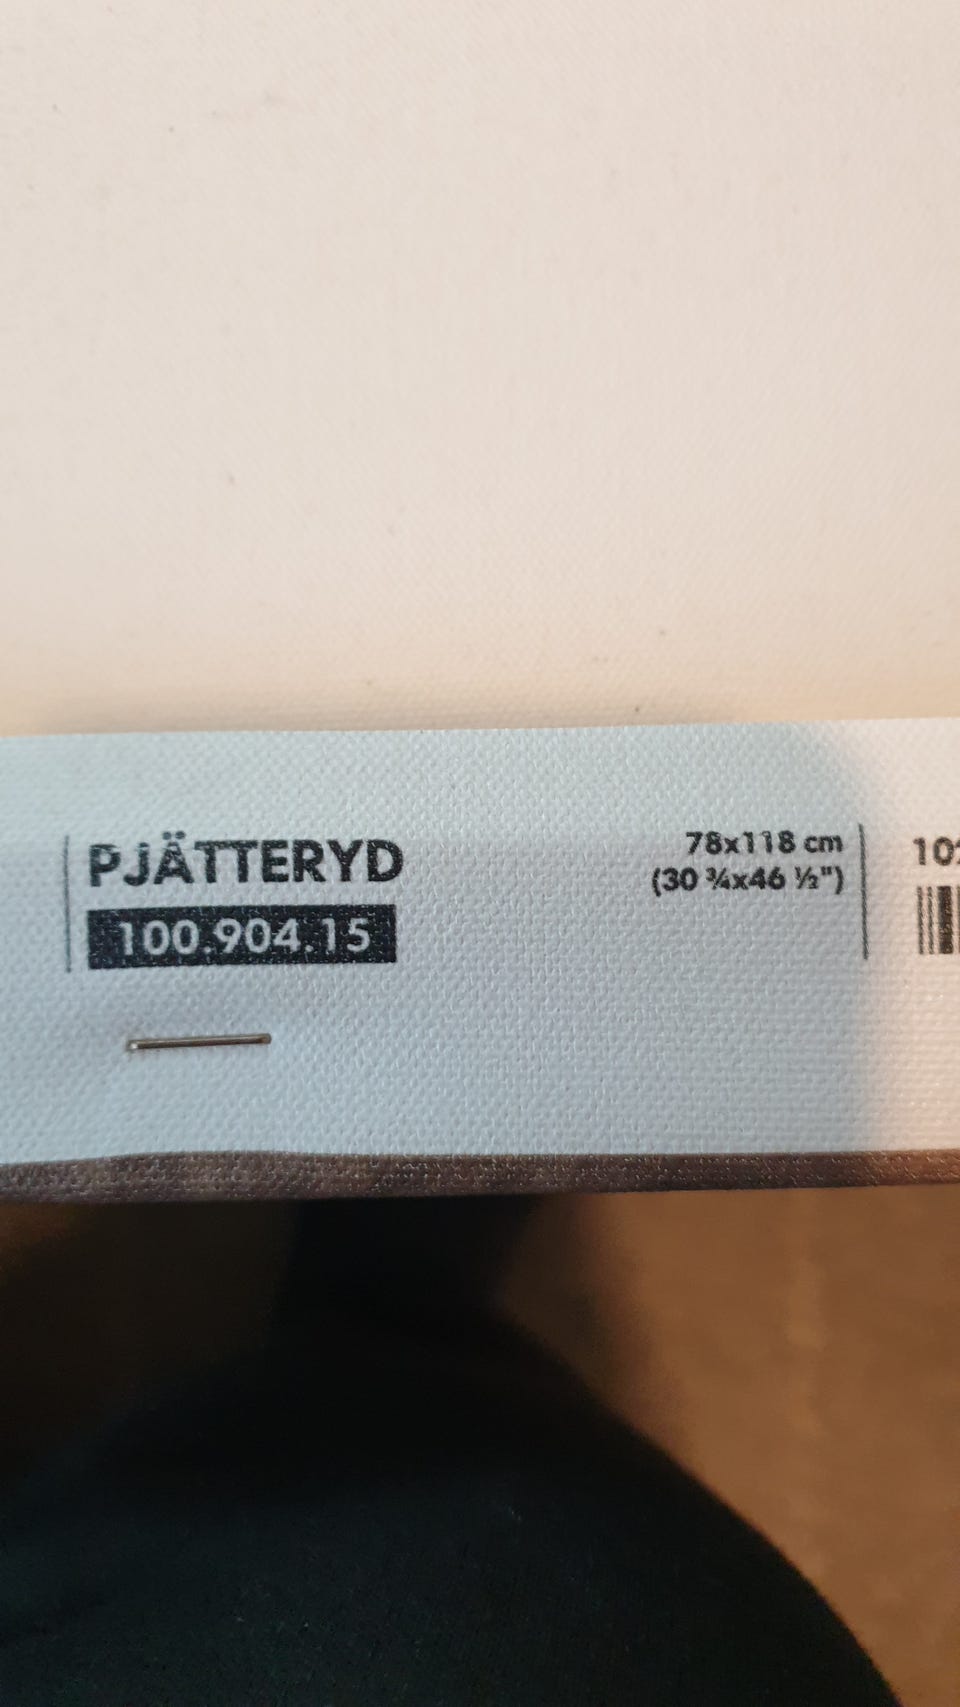 PJÄTTERYD
100.904.15
78x118 cm
(30 ¾x46 ½")